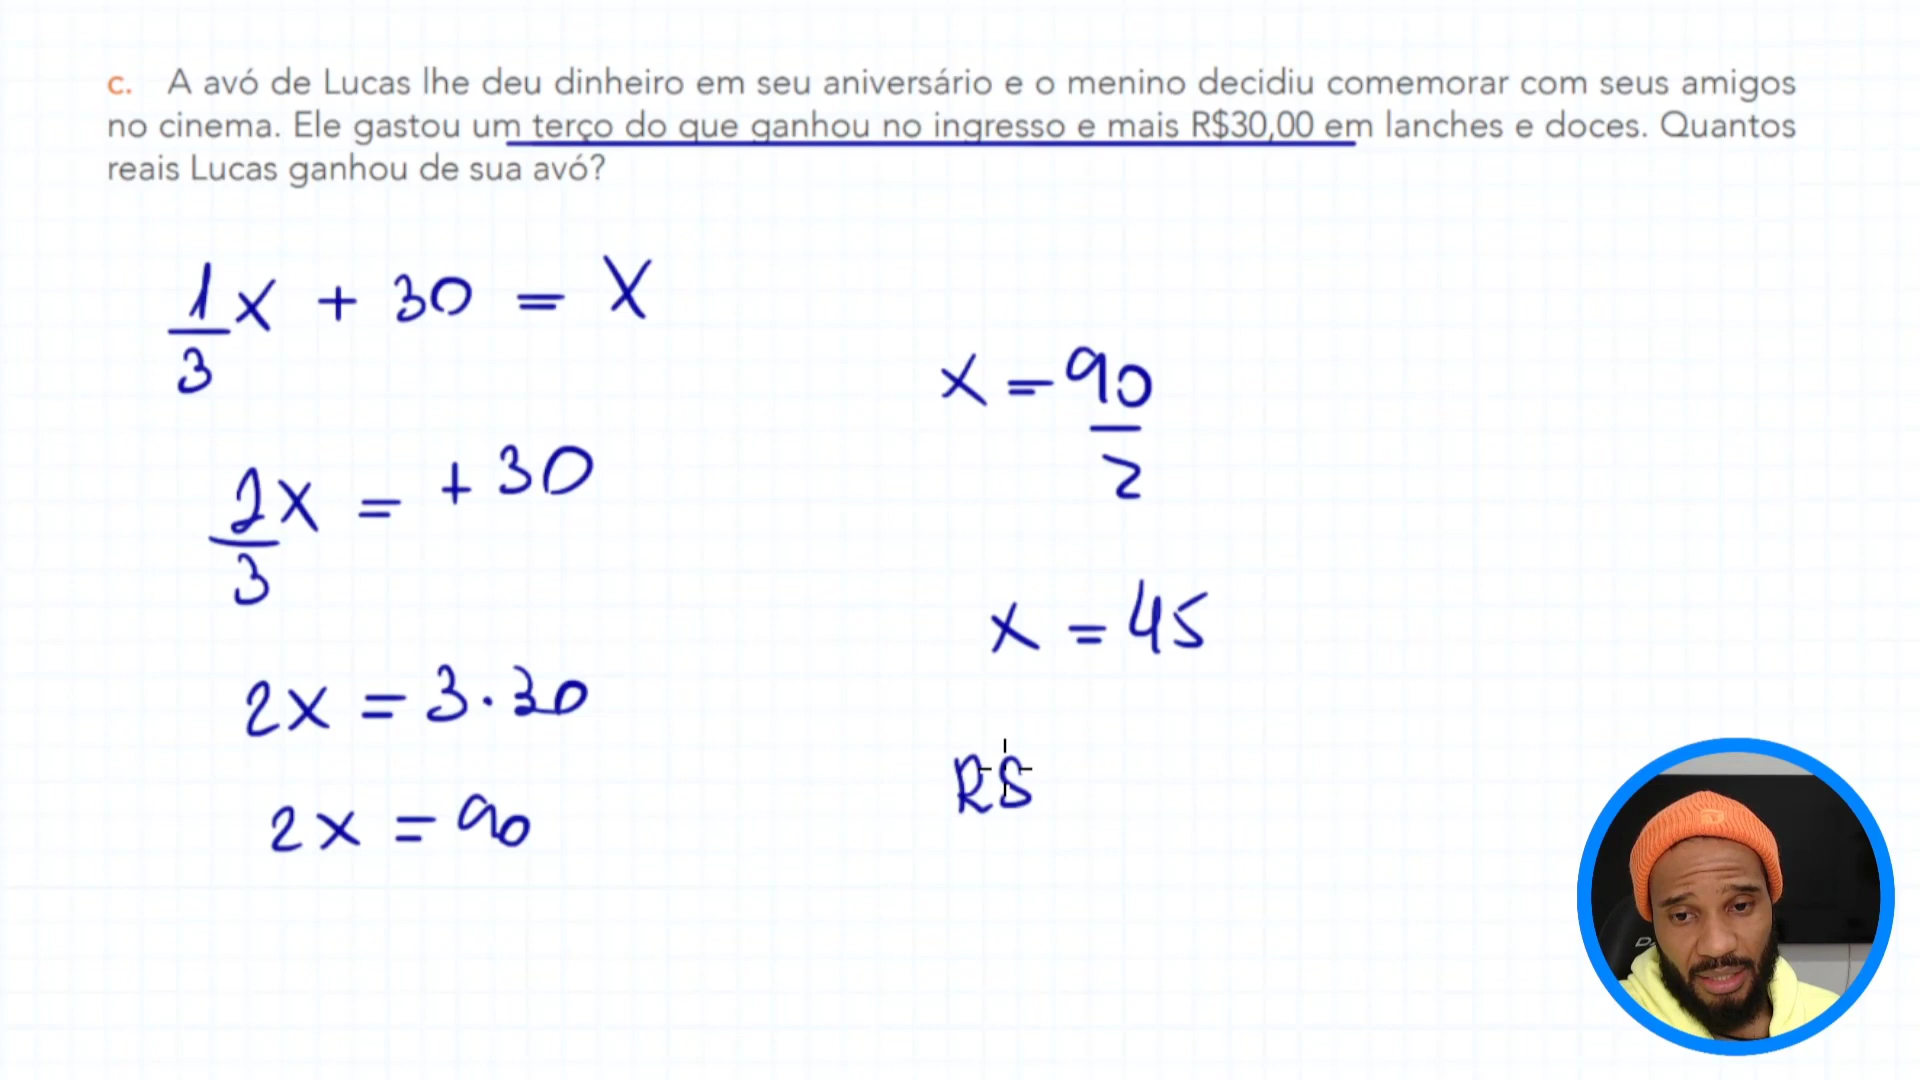 c. A avó de Lucas lhe deu dinheiro em seu aniversário e o menino decidiu comemorar com seus amigos
no cinema. Ele gastou um terço do que ganhou no ingresso e mais R$30,00 em lanches e doces. Quantos
reais Lucas ganhou de sua avó?
1/3 x + 30 = x
2/3 x = +30
2x = 3.30
2x = 90
x = 90/2
x = 45
R$